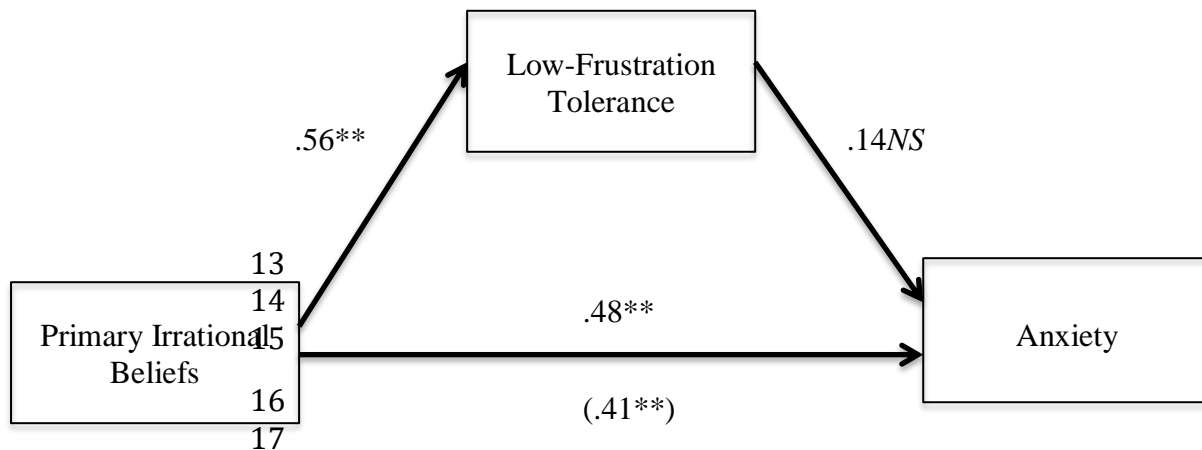 Low-Frustration
Tolerance
.56**
.14NS
13
14
.48**
Primary Irrational
15
Anxiety
Beliefs
16
(.41**)
17